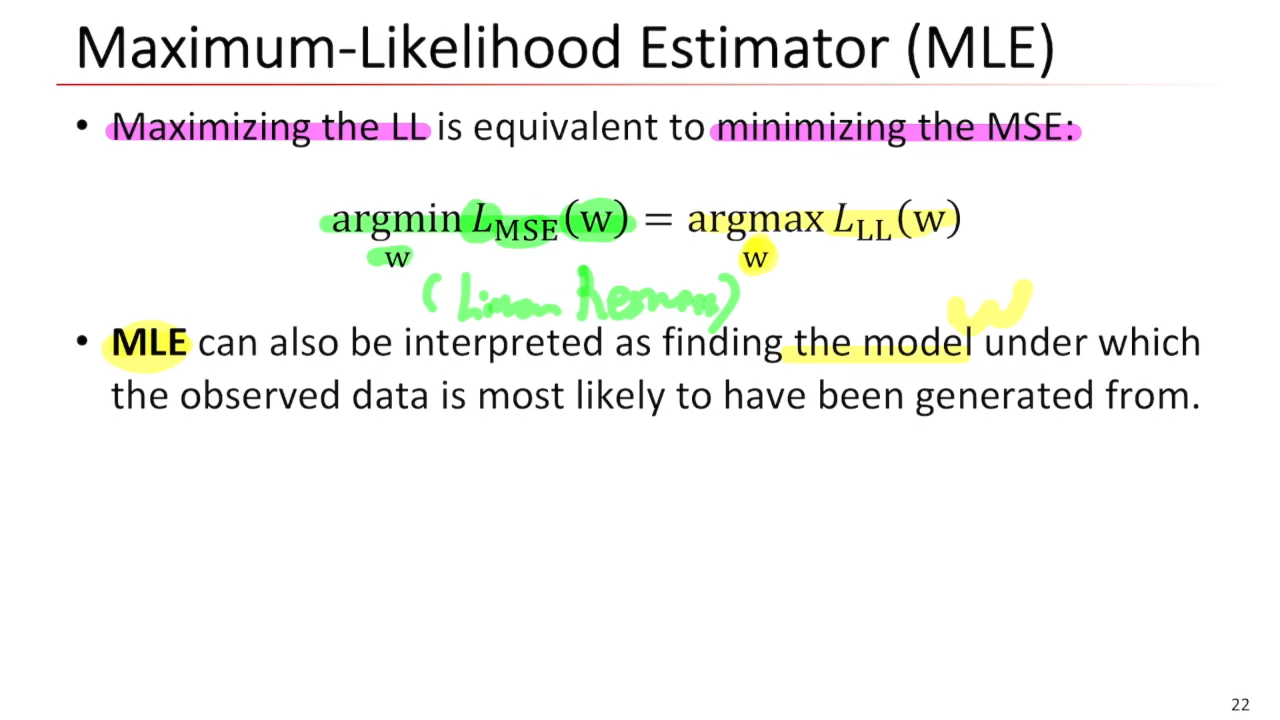 Maximum-Likelihood Estimator (MLE)
• Maximizing the LL is equivalent to minimizing the MSE:
argmin L_MSE(w) = argmax L_LL(w)
w w
(Linear Regression)
w
• MLE can also be interpreted as finding the model under which
the observed data is most likely to have been generated from.
22